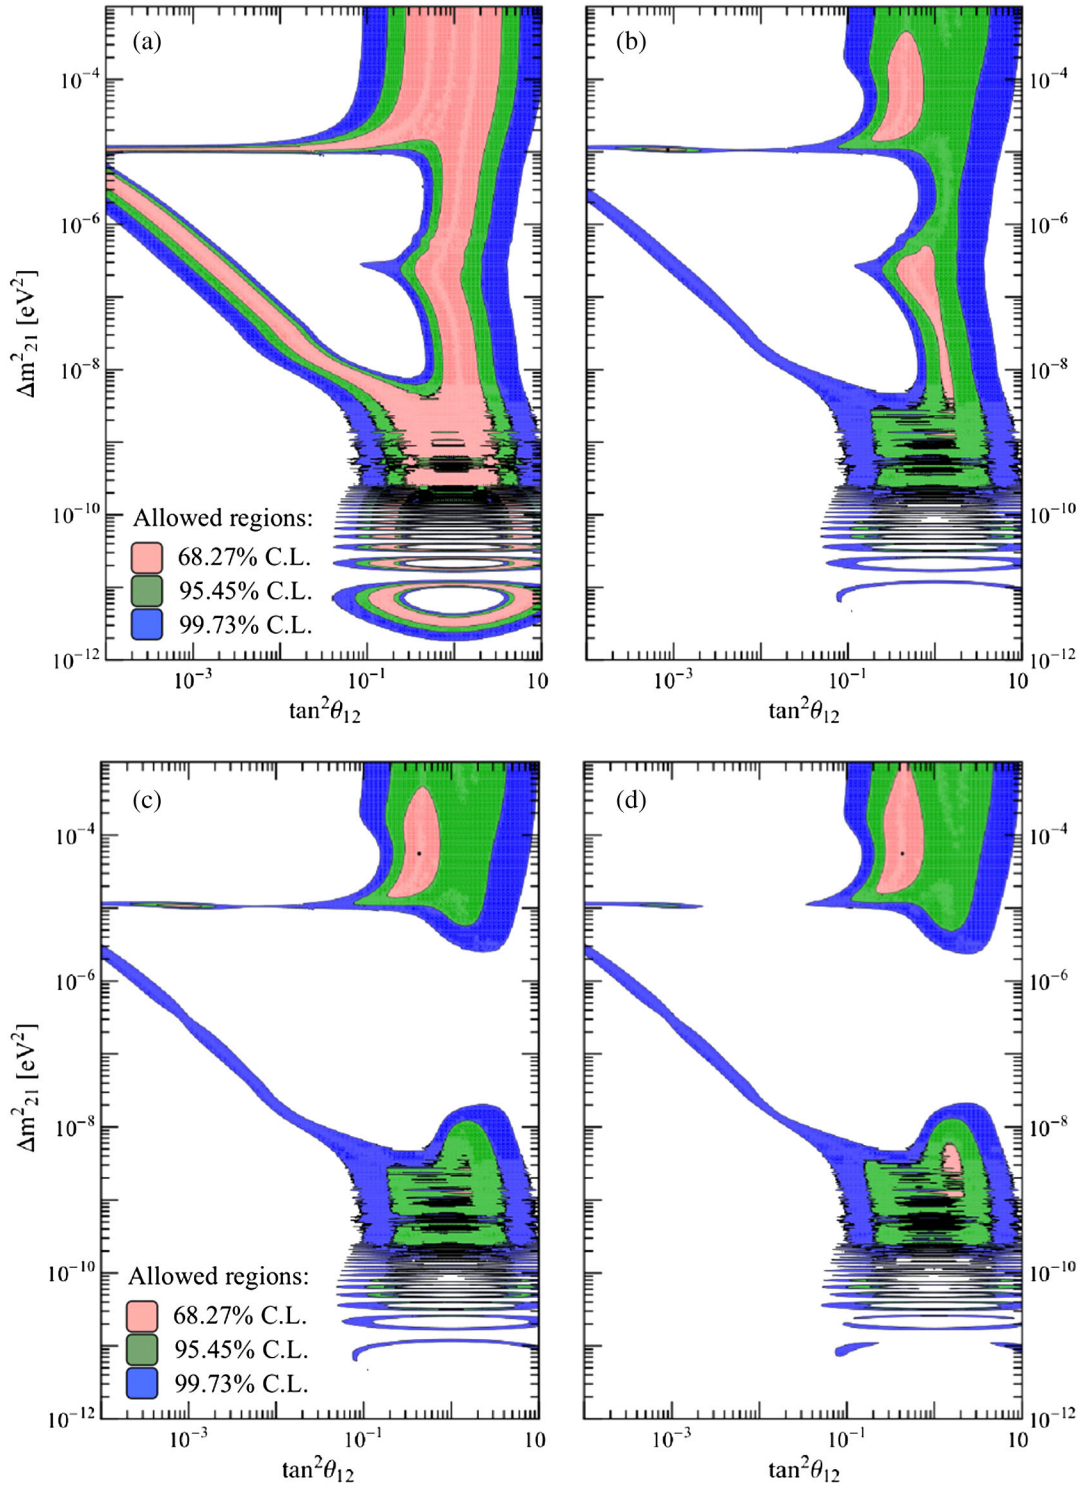 (a) (b)
10⁻⁴ 10⁻⁴
10⁻⁶ 10⁻⁶
Δm²₂₁ [eV²]
10⁻⁸ 10⁻⁸
10⁻¹⁰ 10⁻¹⁰
Allowed regions:
68.27% C.L.
95.45% C.L.
99.73% C.L.
10⁻¹² 10⁻¹²
10⁻³ 10⁻¹ 10 10⁻³ 10⁻¹ 10
tan²θ₁₂ tan²θ₁₂
(c) (d)
10⁻⁴ 10⁻⁴
10⁻⁶ 10⁻⁶
Δm²₂₁ [eV²]
10⁻⁸ 10⁻⁸
10⁻¹⁰ 10⁻¹⁰
Allowed regions:
68.27% C.L.
95.45% C.L.
99.73% C.L.
10⁻¹² 10⁻¹²
10⁻³ 10⁻¹ 10 10⁻³ 10⁻¹ 10
tan²θ₁₂ tan²θ₁₂